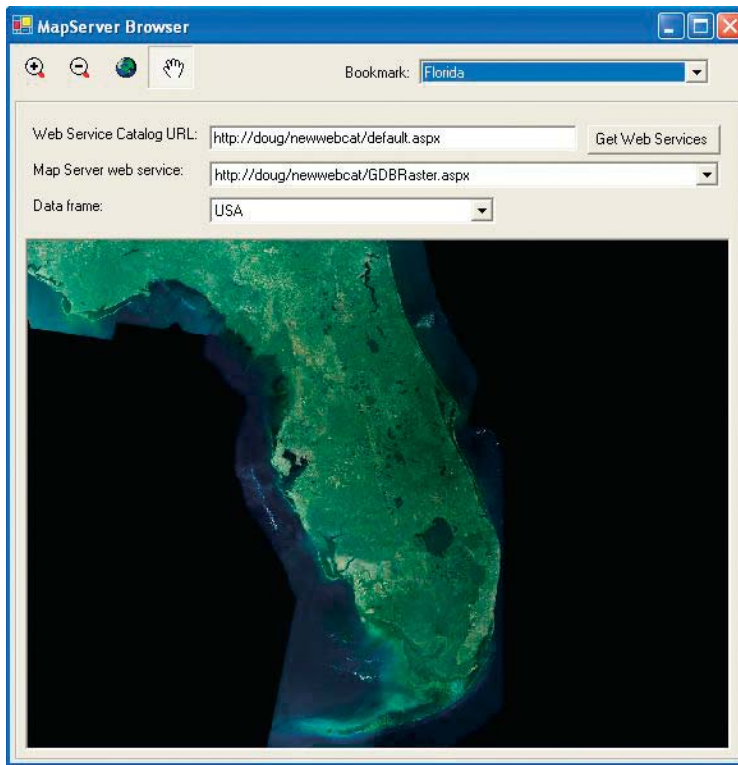 MapServer Browser
Bookmark: Florida
Web Service Catalog URL: http://doug/newwebcat/default.aspx Get Web Services
Map Server web service: http://doug/newwebcat/GDBRaster.aspx
Data frame: USA